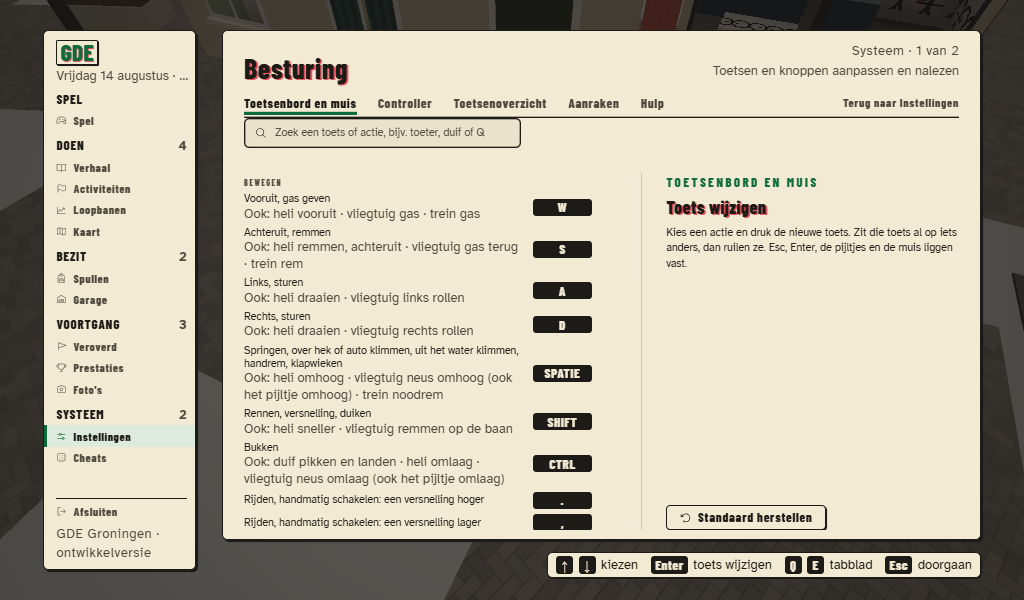 GDE
Vrijdag 14 augustus · ...
SPEL
Spel
DOEN 4
Verhaal
Activiteiten
Loopbanen
Kaart
BEZIT 2
Spullen
Garage
VOORTGANG 3
Veroverd
Prestaties
Foto's
SYSTEEM 2
Instellingen
Cheats
Afsluiten
GDE Groningen ·
ontwikkelversie
Besturing
Systeem · 1 van 2
Toetsen en knoppen aanpassen en nalezen
Toetsenbord en muis Controller Toetsenoverzicht Aanraken Hulp Terug naar Instellingen
Zoek een toets of actie, bijv. toeter, duif of Q
BEWEGEN
Vooruit, gas geven
Ook: heli vooruit · vliegtuig gas · trein gas
W
Achteruit, remmen
Ook: heli remmen, achteruit · vliegtuig gas terug
· trein rem
S
Links, sturen
Ook: heli draaien · vliegtuig links rollen
A
Rechts, sturen
Ook: heli draaien · vliegtuig rechts rollen
D
Springen, over hek of auto klimmen, uit het water klimmen,
handrem, klapwieken
Ook: heli omhoog · vliegtuig neus omhoog (ook
het pijltje omhoog) · trein noodrem
SPATIE
Rennen, versnelling, duiken
Ook: heli sneller · vliegtuig remmen op de baan
SHIFT
Bukken
Ook: duif pikken en landen · heli omlaag ·
vliegtuig neus omlaag (ook het pijltje omlaag)
CTRL
Rijden, handmatig schakelen: een versnelling hoger
.
Rijden, handmatig schakelen: een versnelling lager
,
TOETSENBORD EN MUIS
Toets wijzigen
Kies een actie en druk de nieuwe toets. Zit die toets al op iets
anders, dan ruilen ze. Esc, Enter, de pijltjes en de muis liggen
vast.
Standaard herstellen
↑ ↓ kiezen Enter toets wijzigen Q E tabblad Esc doorgaan